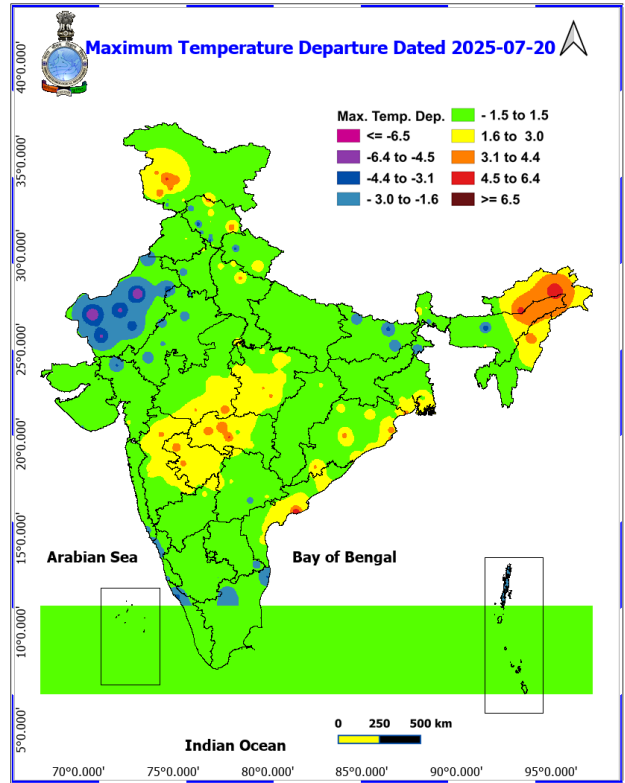 Maximum Temperature Departure Dated 2025-07-20
40°0.000'
35°0.000'
30°0.000'
25°0.000'
20°0.000'
15°0.000'
10°0.000'
5°0.000'
Max. Temp. Dep.
<= -6.5
-6.4 to -4.5
-4.4 to -3.1
- 3.0 to -1.6
- 1.5 to 1.5
1.6 to 3.0
3.1 to 4.4
4.5 to 6.4
>= 6.5
Arabian Sea
Bay of Bengal
0 250 500 km
Indian Ocean
70°0.000' 75°0.000' 80°0.000' 85°0.000' 90°0.000' 95°0.000'